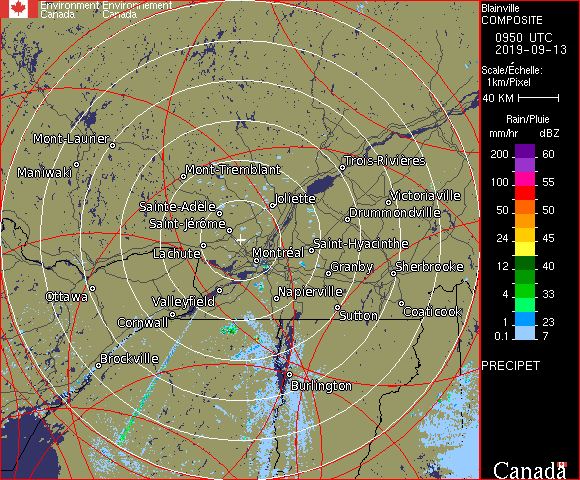 Environment Environnement
Canada Canada
Blainville
COMPOSITE
0950 UTC
2019-09-13
Scale/Échelle:
1km/Pixel
40 KM
Rain/Pluie
mm/hr dBZ
200 60
100 55
50 50
24 45
12 40
4 33
1 23
0.1 7
PRECIPET
Mont-Laurier
Maniwaki
Mont-Tremblant
Trois-Rivières
Joliette
Victoriaville
Sainte-Adèle
Drummondville
Saint-Jérôme
Lachute
Montréal
Saint-Hyacinthe
Granby
Sherbrooke
Ottawa
Valleyfield
Napierville
Cornwall
Sutton
Coaticook
Brockville
Burlington
Canada